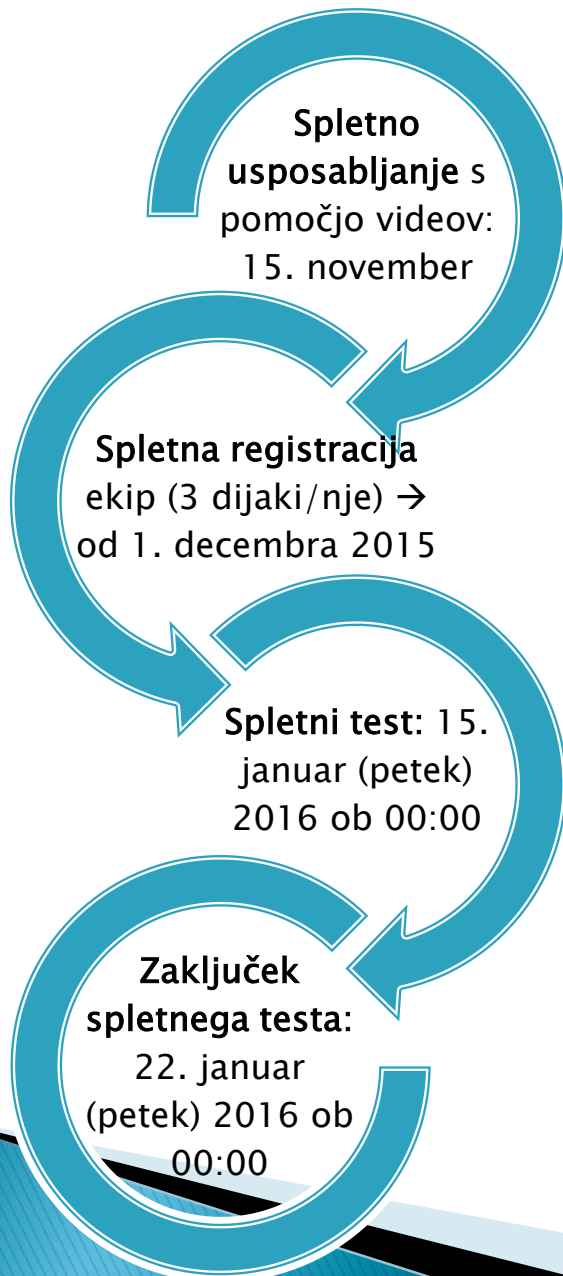 Spletno
usposabljanje s
pomočjo videov:
15. november
Spletna registracija
ekip (3 dijaki/nje) →
od 1. decembra 2015
Spletni test: 15.
januar (petek)
2016 ob 00:00
Zaključek
spletnega testa:
22. januar
(petek) 2016 ob
00:00